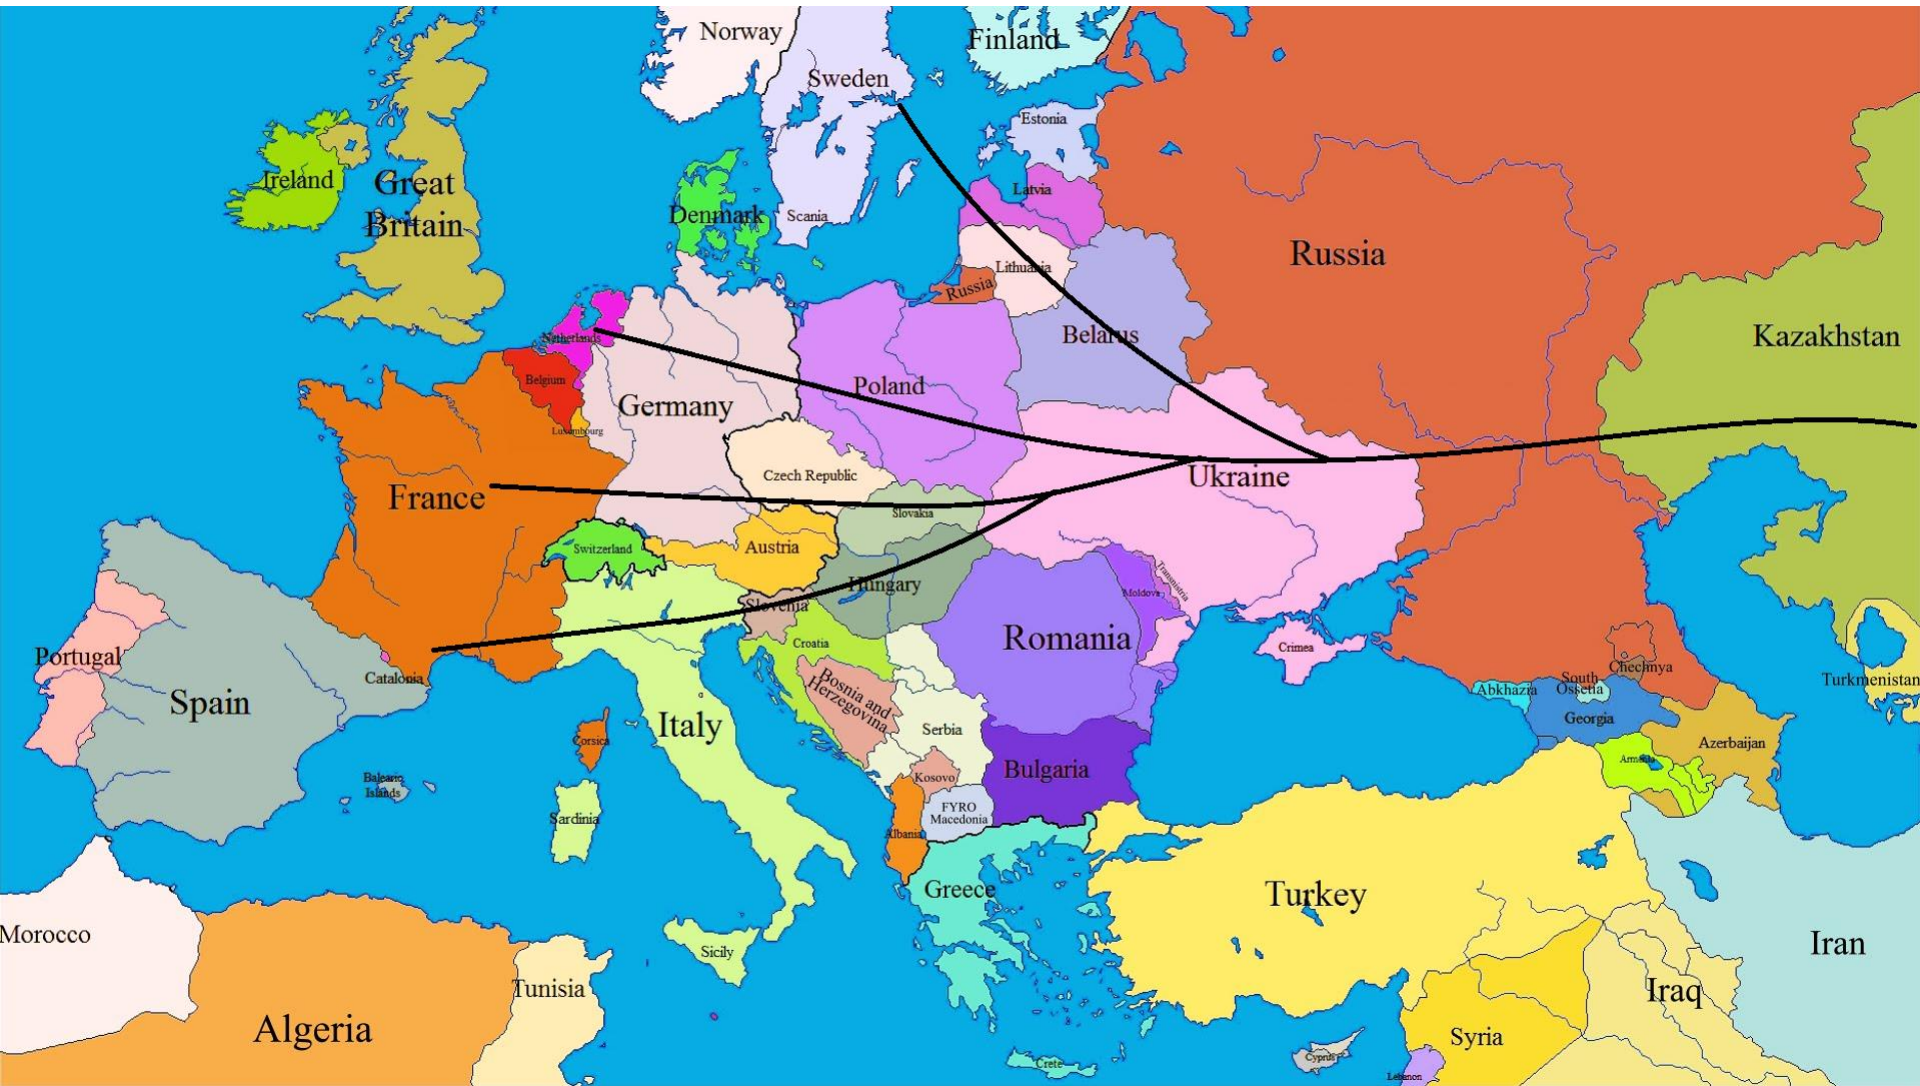 Norway
Sweden
Finland
Estonia
Ireland
Great
Britain
Denmark
Scania
Latvia
Lithuania
Russia
Russia
Belarus
Kazakhstan
Netherlands
Belgium
Luxembourg
Germany
Poland
Czech Republic
Ukraine
France
Slovakia
Switzerland
Austria
Hungary
Slovenia
Croatia
Moldova
Transnistria
Romania
Crimea
Portugal
Spain
Catalonia
Bosnia and
Herzegovina
Italy
Corsica
Serbia
Kosovo
Bulgaria
Chechnya
South
Ossetia
Abkhazia
Georgia
Turkmenistan
Azerbaijan
Armenia
Balearic
Islands
Sardinia
Albania
FYRO
Macedonia
Greece
Turkey
Iran
Iraq
Syria
Morocco
Algeria
Tunisia
Sicily
Crete
Cyprus
Lebanon